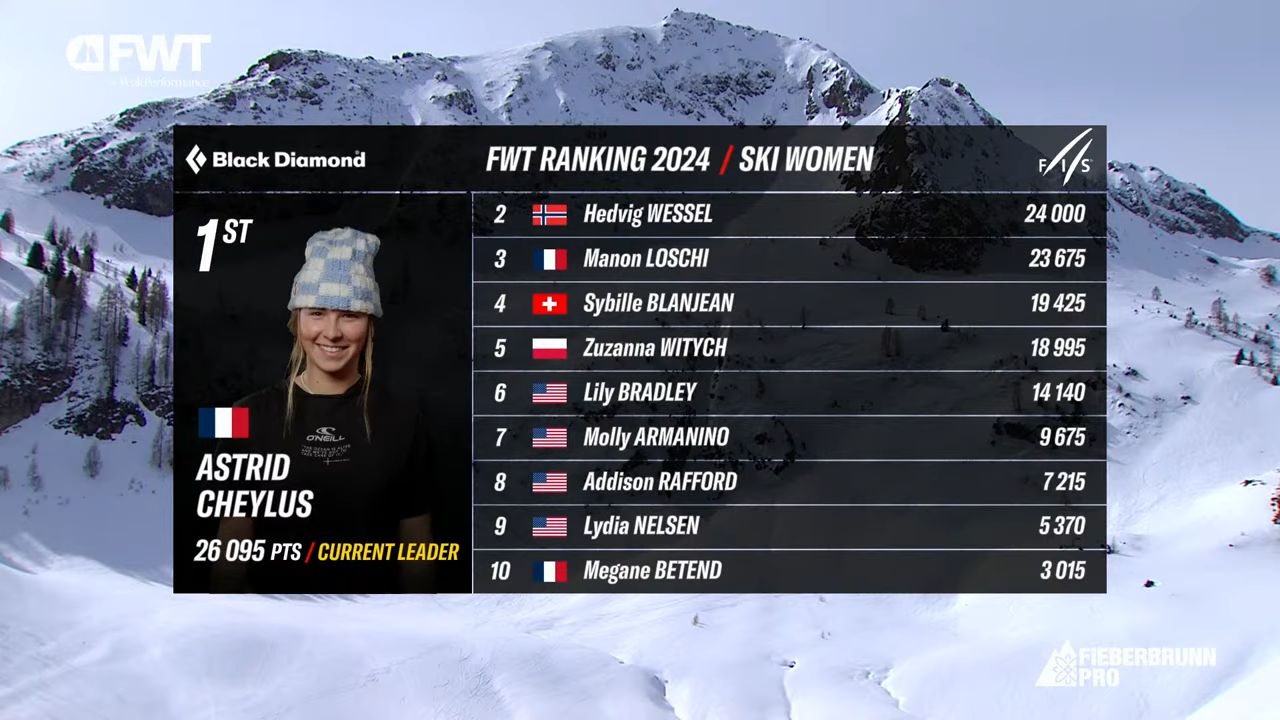 FWT
by PeakPerformance
Black Diamond
FWT RANKING 2024 / SKI WOMEN
FIS
1ST
O'NEILL
ASTRID
CHEYLUS
26 095 PTS / CURRENT LEADER
2 Hedvig WESSEL 24 000
3 Manon LOSCHI 23 675
4 Sybille BLANJEAN 19 425
5 Zuzanna WITYCH 18 995
6 Lily BRADLEY 14 140
7 Molly ARMANINO 9 675
8 Addison RAFFORD 7 215
9 Lydia NELSEN 5 370
10 Megane BETEND 3 015
FIEBERBRUNN
PRO